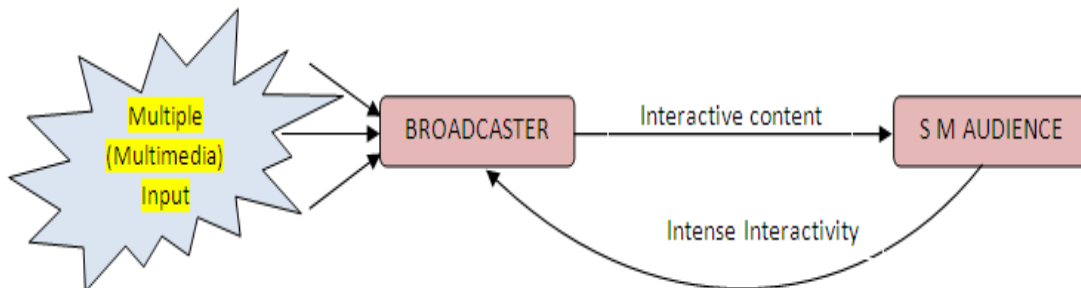 Multiple
(Multimedia)
Input
BROADCASTER
Interactive content
S M AUDIENCE
Intense Interactivity